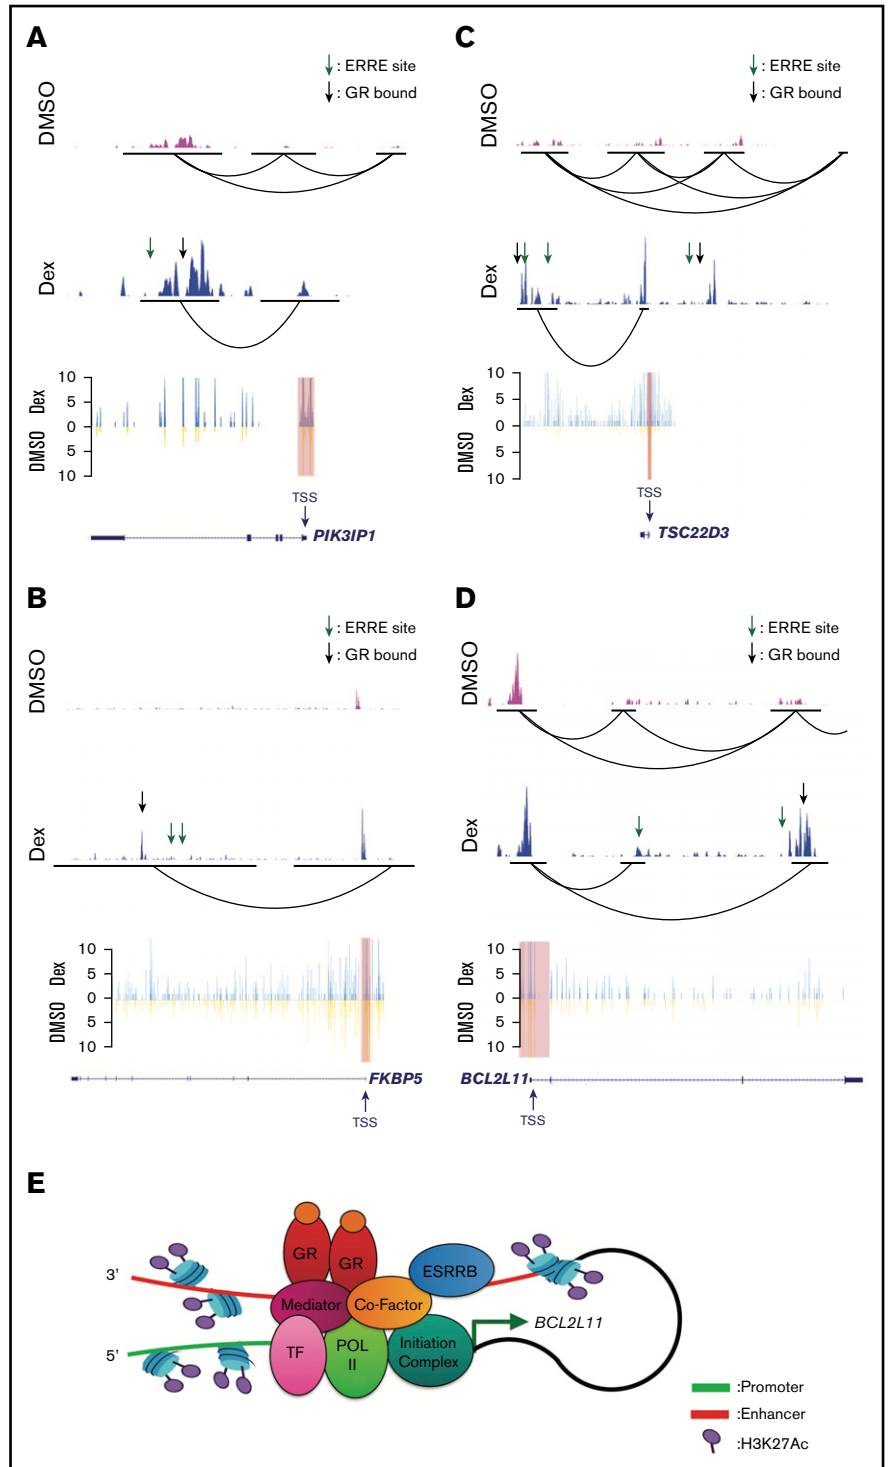 A
↓: ERRE site
↓: GR bound
DMSO
Dex
10
5
0
5
10
Dex
DMSO
TSS
PIK3IP1
C
↓: ERRE site
↓: GR bound
DMSO
Dex
10
5
0
5
10
Dex
DMSO
TSS
TSC22D3
B
↓: ERRE site
↓: GR bound
DMSO
Dex
10
5
0
5
10
Dex
DMSO
FKBP5
TSS
D
↓: ERRE site
↓: GR bound
DMSO
Dex
10
5
0
5
10
Dex
DMSO
BCL2L11
TSS
E
GR
GR
ESRRB
3’
Mediator
Co-Factor
BCL2L11
5’
TF
POL
II
Initiation
Complex
:Promoter
:Enhancer
:H3K27Ac